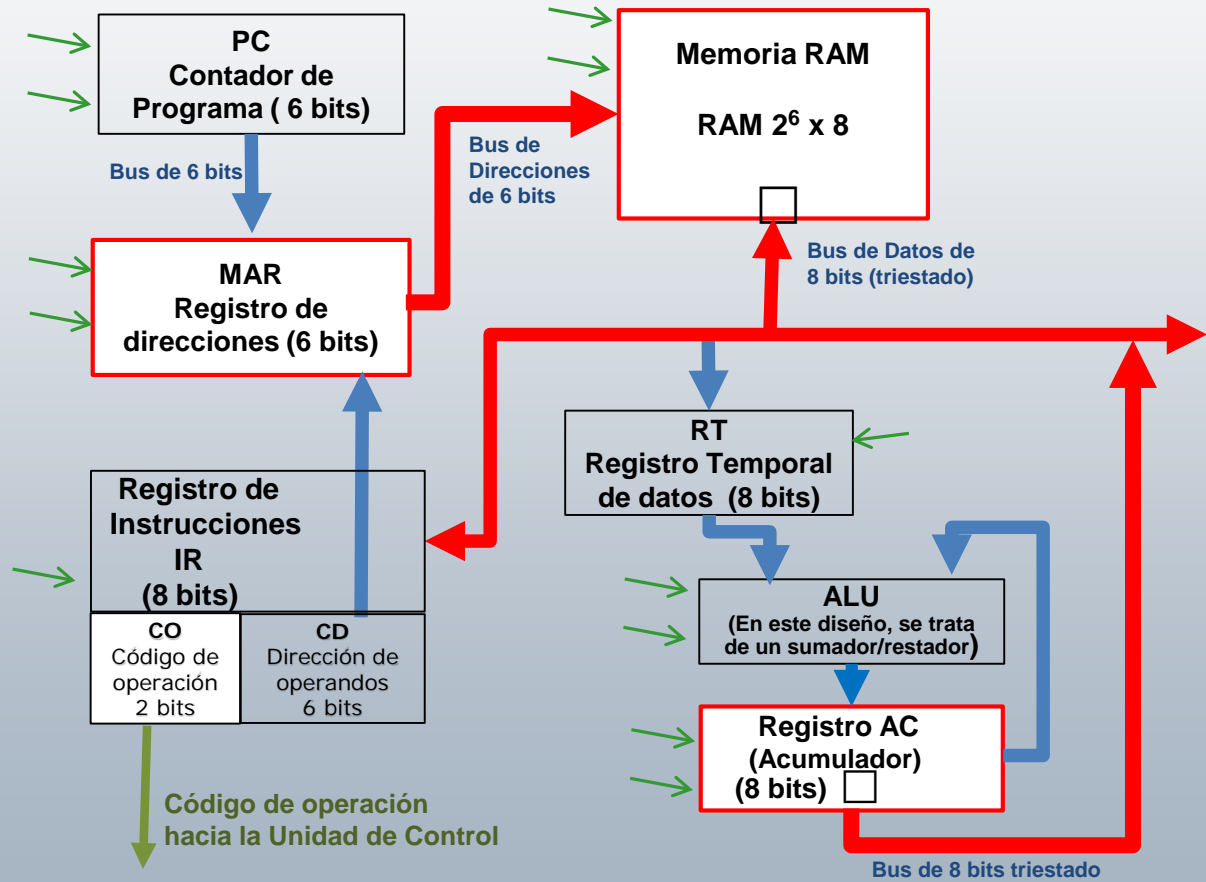 PC
Contador de
Programa ( 6 bits)
Bus de 6 bits
Memoria RAM
RAM 2⁶ x 8
Bus de
Direcciones
de 6 bits
MAR
Registro de
direcciones (6 bits)
Bus de Datos de
8 bits (triestado)
RT
Registro Temporal
de datos (8 bits)
Registro de
Instrucciones
IR
(8 bits)
CO
Código de
operación
2 bits
CD
Dirección de
operandos
6 bits
ALU
(En este diseño, se trata
de un sumador/restador)
Registro AC
(Acumulador)
(8 bits)
Código de operación
hacia la Unidad de Control
Bus de 8 bits triestado